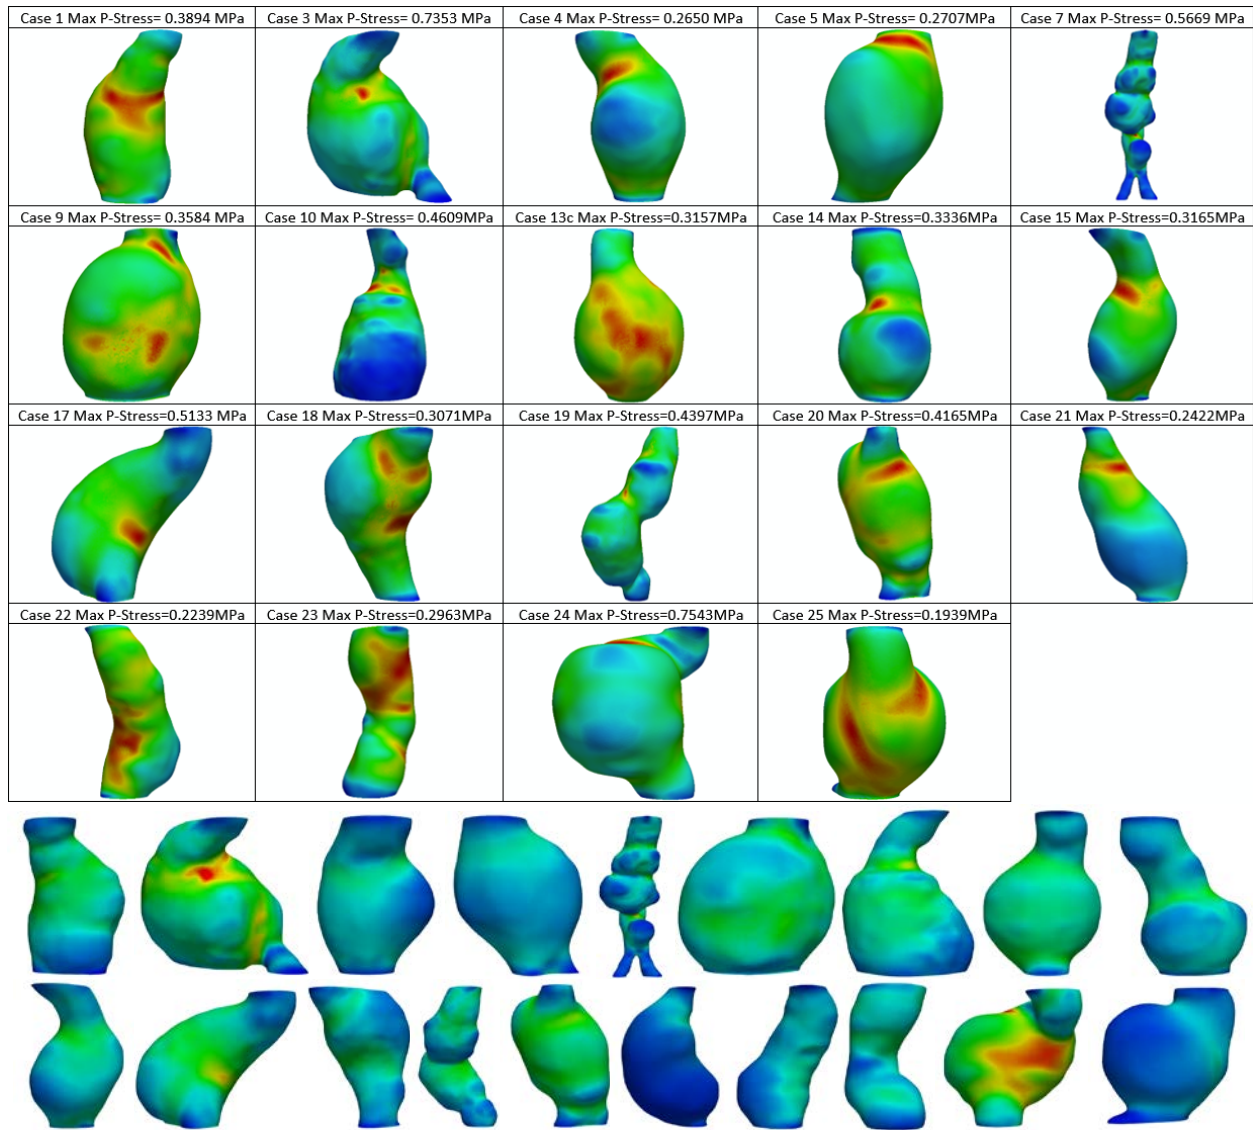 Case 1 Max P-Stress= 0.3894 MPa
Case 3 Max P-Stress= 0.7353 MPa
Case 4 Max P-Stress= 0.2650 MPa
Case 5 Max P-Stress= 0.2707MPa
Case 7 Max P-Stress= 0.5669 MPa
Case 9 Max P-Stress= 0.3584 MPa
Case 10 Max P-Stress= 0.4609MPa
Case 13c Max P-Stress=0.3157MPa
Case 14 Max P-Stress=0.3336MPa
Case 15 Max P-Stress=0.3165MPa
Case 17 Max P-Stress=0.5133 MPa
Case 18 Max P-Stress=0.3071MPa
Case 19 Max P-Stress=0.4397MPa
Case 20 Max P-Stress=0.4165MPa
Case 21 Max P-Stress=0.2422MPa
Case 22 Max P-Stress=0.2239MPa
Case 23 Max P-Stress=0.2963MPa
Case 24 Max P-Stress=0.7543MPa
Case 25 Max P-Stress=0.1939MPa